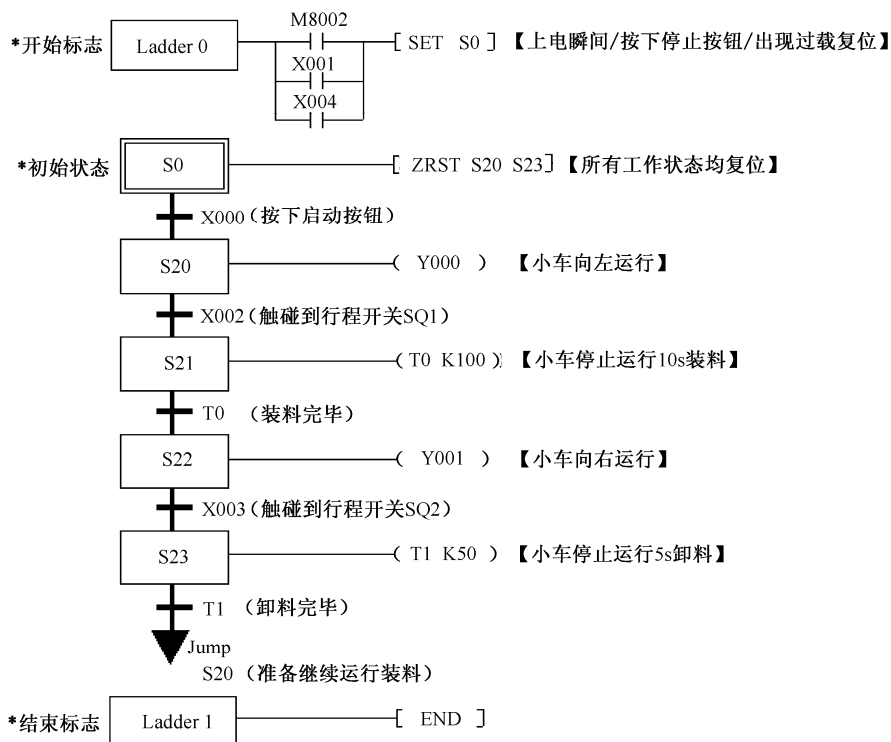 *开始标志 Ladder 0 M8002 [ SET S0 ]【上电瞬间/按下停止按钮/出现过载复位】
X001
X004
*初始状态 S0 [ ZRST S20 S23 ]【所有工作状态均复位】
X000（按下启动按钮）
S20 ( Y000 ) 【小车向左运行】
X002（触碰到行程开关SQ1）
S21 ( T0 K100 ) 【小车停止运行10s装料】
T0 （装料完毕）
S22 ( Y001 ) 【小车向右运行】
X003（触碰到行程开关SQ2）
S23 ( T1 K50 ) 【小车停止运行5s卸料】
T1 （卸料完毕）
Jump
S20（准备继续运行装料）
*结束标志 Ladder 1 [ END ]